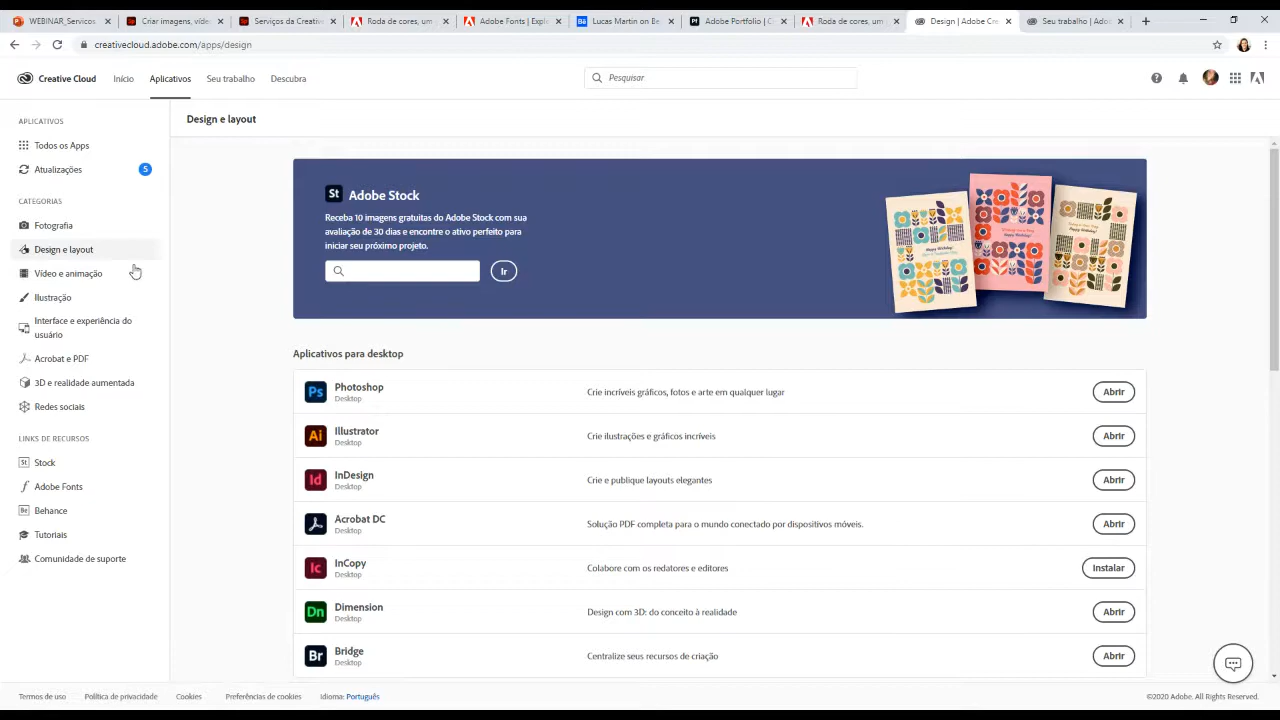 WEBINAR_Serviços
Criar imagens, víde
Serviços da Creative
Roda de cores, um
Adobe Fonts | Expl
Lucas Martin on Be
Adobe Portfolio | C
Roda de cores, um
Design | Adobe Cre
Seu trabalho | Ado
creativecloud.adobe.com/apps/design
Creative Cloud
Início
Aplicativos
Seu trabalho
Descubra
Pesquisar
APLICATIVOS
Todos os Apps
Atualizações
5
CATEGORIAS
Fotografia
Design e layout
Vídeo e animação
Ilustração
Interface e experiência do
usuário
Acrobat e PDF
3D e realidade aumentada
Redes sociais
LINKS DE RECURSOS
St Stock
Adobe Fonts
Be Behance
Tutoriais
Comunidade de suporte
Design e layout
St Adobe Stock
Receba 10 imagens gratuitas do Adobe Stock com sua
avaliação de 30 dias e encontre o ativo perfeito para
iniciar seu próximo projeto.
Ir
Aplicativos para desktop
Ps Photoshop
Desktop
Crie incríveis gráficos, fotos e arte em qualquer lugar
Abrir
Ai Illustrator
Desktop
Crie ilustrações e gráficos incríveis
Abrir
Id InDesign
Desktop
Crie e publique layouts elegantes
Abrir
Acrobat DC
Desktop
Solução PDF completa para o mundo conectado por dispositivos móveis.
Abrir
Ic InCopy
Desktop
Colabore com os redatores e editores
Instalar
Dn Dimension
Desktop
Design com 3D: do conceito à realidade
Abrir
Br Bridge
Desktop
Centralize seus recursos de criação
Abrir
Termos de uso
Política de privacidade
Cookies
Preferências de cookies
Idioma: Português
©2020 Adobe. All Rights Reserved.